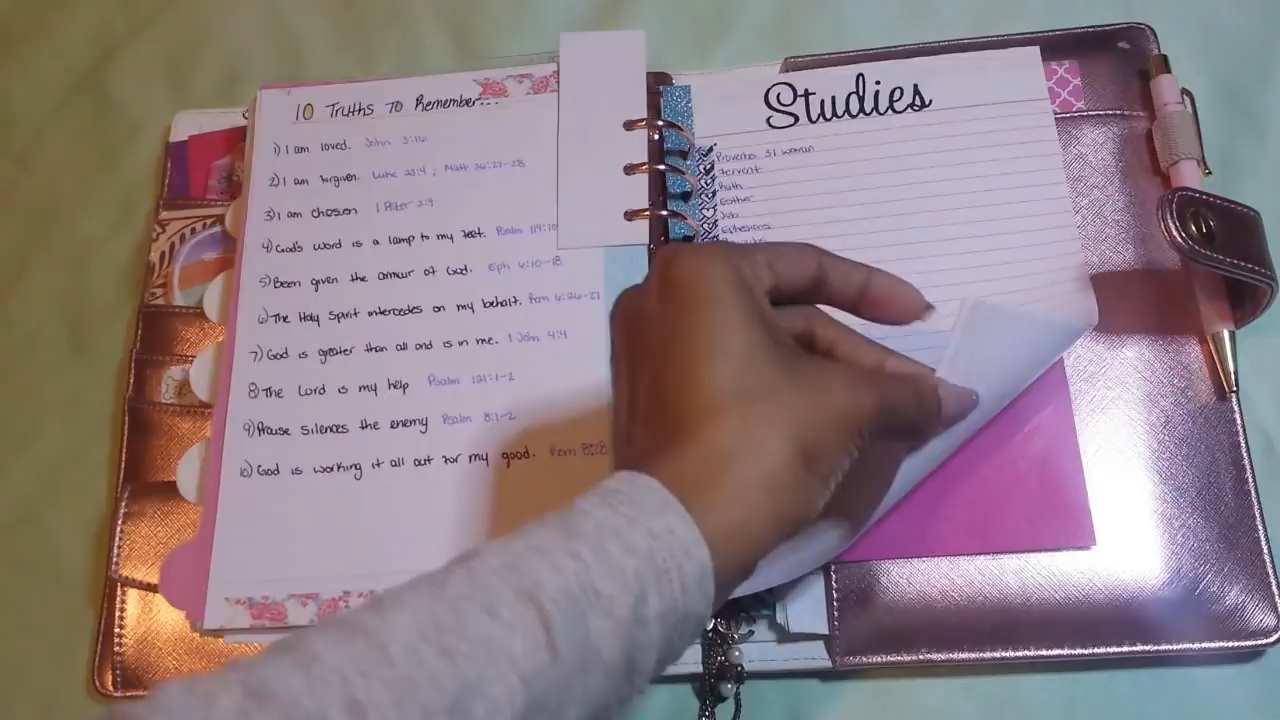 10 Truths To Remember...
1) I am loved. John 3:16
2) I am forgiven. Luke 23:4 ; Matt 26:27-28
3) I am chosen 1 Peter 2:9
4) God's word is a lamp to my feet. Psalm 119:10
5) Been given the armour of God. Eph 6:10-18
6) The Holy Spirit intercedes on my behalf. Rom 8:26-27
7) God is greater than all and is in me. 1 John 4:4
8) The Lord is my help Psalm 121:1-2
9) Praise silences the enemy Psalm 8:1-2
10) God is working it all out for my good. Rom 8:28
Studies
Proverbs 31 woman
Fervent
Ruth
Esther
Job
Ephesians